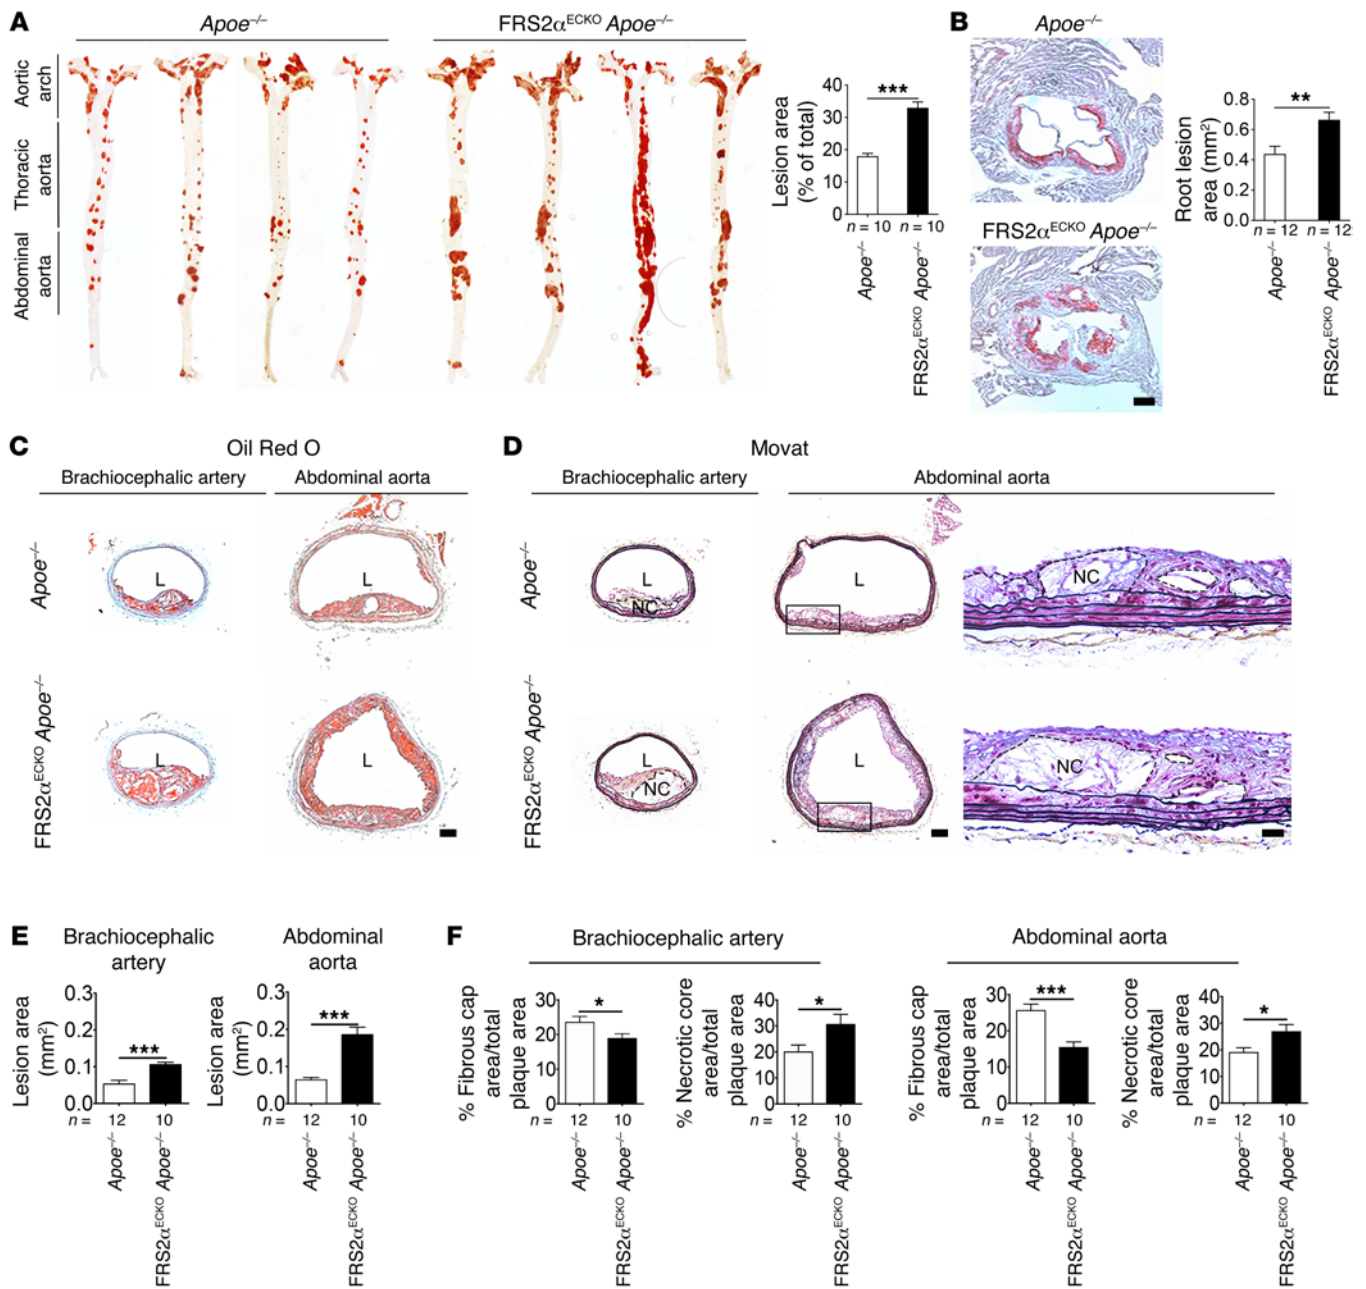 A
Apoe–/–
FRS2αECKO Apoe–/–
Aortic
arch
Thoracic
aorta
Abdominal
aorta
Lesion area
(% of total)
40
30
20
10
0
***
n = 10 n = 10
Apoe–/–
FRS2αECKO Apoe–/–
B
Apoe–/–
FRS2αECKO Apoe–/–
Root lesion
area (mm2)
0.8
0.6
0.4
0.2
0.0
**
n = 12 n = 12
Apoe–/–
FRS2αECKO Apoe–/–
C
Oil Red O
Brachiocephalic artery Abdominal aorta
Apoe–/–
L L
FRS2αECKO Apoe–/–
L L
D
Movat
Brachiocephalic artery Abdominal aorta
Apoe–/–
L
NC
L
NC
FRS2αECKO Apoe–/–
L
NC
L
NC
E
Brachiocephalic
artery
Lesion area
(mm2)
0.3
0.2
0.1
0.0
***
n = 12 10
Apoe–/–
FRS2αECKO Apoe–/–
Abdominal
aorta
Lesion area
(mm2)
0.3
0.2
0.1
0.0
***
12 10
Apoe–/–
FRS2αECKO Apoe–/–
F
Brachiocephalic artery
% Fibrous cap
area/total
plaque area
30
20
10
0
*
n = 12 10
Apoe–/–
FRS2αECKO Apoe–/–
% Necrotic core
area/total
plaque area
40
30
20
10
0
*
n = 12 10
Apoe–/–
FRS2αECKO Apoe–/–
Abdominal aorta
% Fibrous cap
area/total
plaque area
30
20
10
0
***
n = 12 10
Apoe–/–
FRS2αECKO Apoe–/–
% Necrotic core
area/total
plaque area
40
30
20
10
0
*
n = 12 10
Apoe–/–
FRS2αECKO Apoe–/–